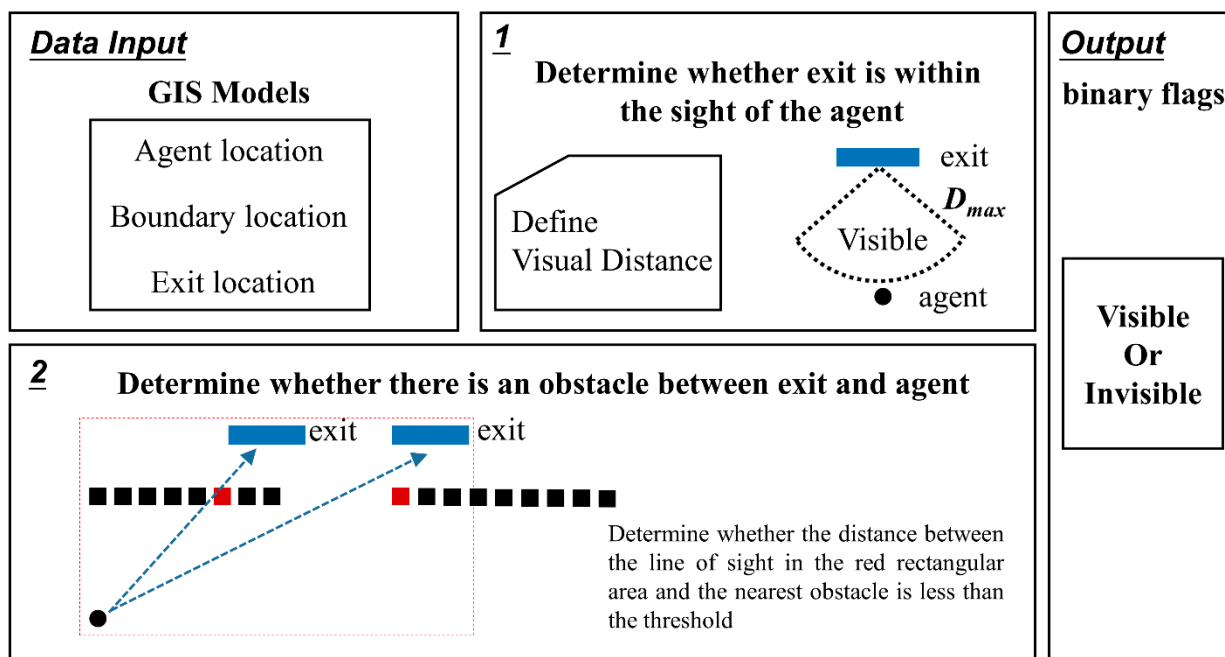 Data Input
GIS Models
Agent location
Boundary location
Exit location
1
Determine whether exit is within
the sight of the agent
Define
Visual Distance
exit
D_max
Visible
agent
2
Determine whether there is an obstacle between exit and agent
exit
exit
Determine whether the distance between
the line of sight in the red rectangular
area and the nearest obstacle is less than
the threshold
Output
binary flags
Visible
Or
Invisible